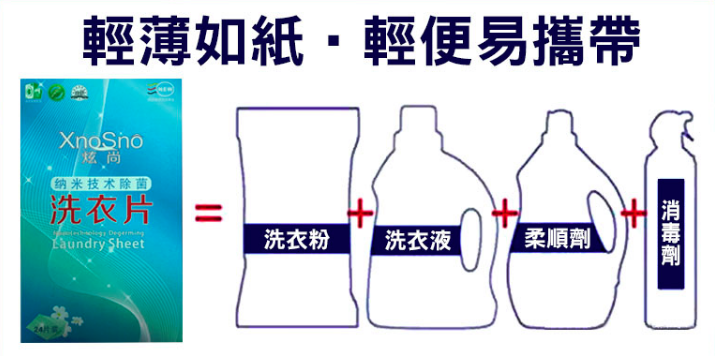 輕薄如紙·輕便易攜帶
XnoSno
炫尚
纳米技术除菌
洗衣片
Nanotechnology Degerming
Laundry Sheet
24片装
=
洗衣粉
+
洗衣液
+
柔順劑
+
消毒劑